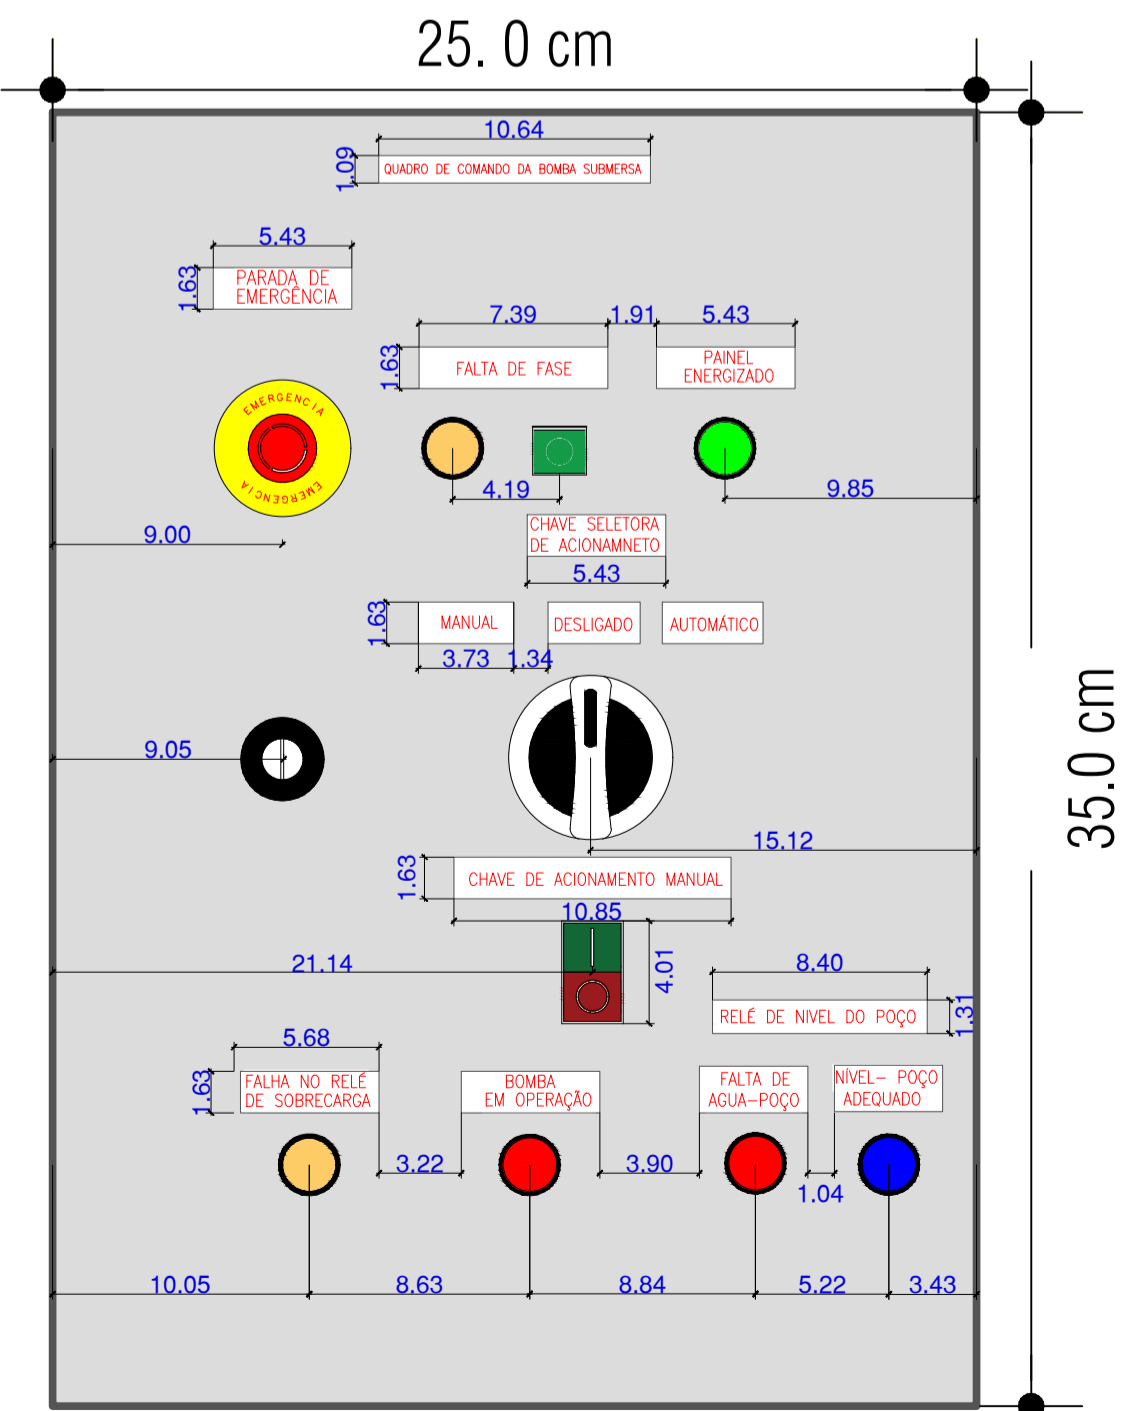 25. 0 cm
10.64
1.09
QUADRO DE COMANDO DA BOMBA SUBMERSA
5.43
1.63
PARADA DE
EMERGÊNCIA
7.39
1.91
5.43
1.63
FALTA DE FASE
PAINEL
ENERGIZADO
EMERGENCIA
EMERGENCIA
4.19
9.85
9.00
CHAVE SELETORA
DE ACIONAMNETO
5.43
1.63
MANUAL
DESLIGADO
AUTOMÁTICO
3.73
1.34
9.05
35.0 cm
15.12
1.63
CHAVE DE ACIONAMENTO MANUAL
10.85
21.14
4.01
8.40
RELÉ DE NIVEL DO POÇO
1.31
5.68
1.63
FALHA NO RELÉ
DE SOBRECARGA
BOMBA
EM OPERAÇÃO
FALTA DE
AGUA-POÇO
NÍVEL- POÇO
ADEQUADO
3.22
3.90
1.04
10.05
8.63
8.84
5.22
3.43